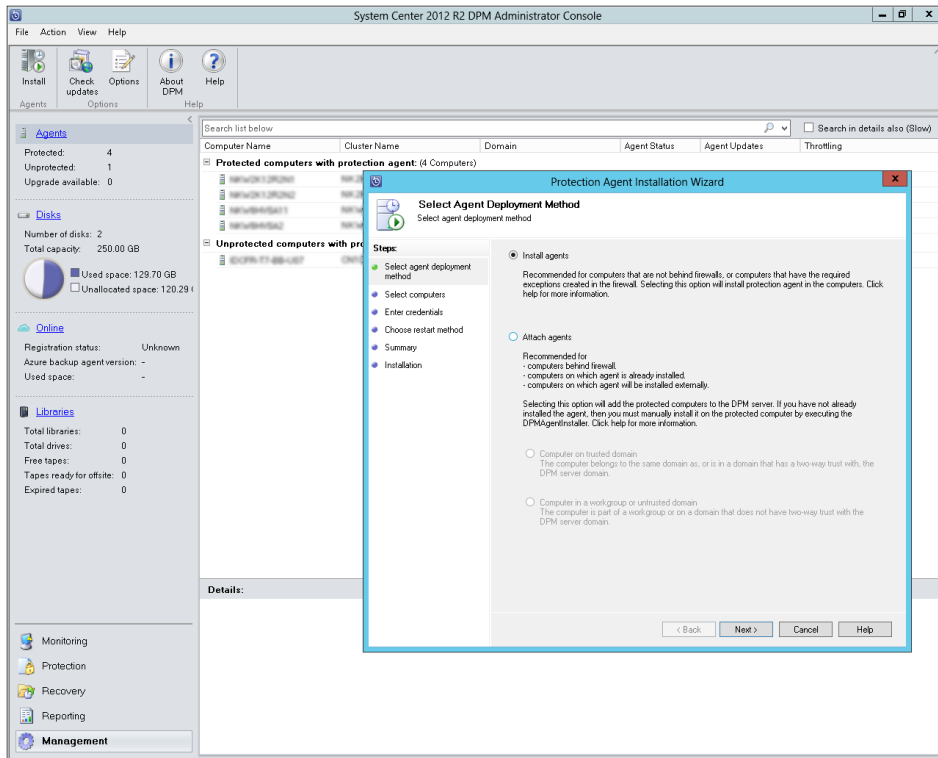 System Center 2012 R2 DPM Administrator Console
File Action View Help
Install
Check updates
Options
About DPM
Help
Agents
Options
Help
Agents
Protected: 4
Unprotected: 1
Upgrade available: 0
Disks
Number of disks: 2
Total capacity: 250.00 GB
Used space: 129.70 GB
Unallocated space: 120.29
Online
Registration status: Unknown
Azure backup agent version: -
Used space: -
Libraries
Total libraries: 0
Total drives: 0
Free tapes: 0
Tapes ready for offsite: 0
Expired tapes: 0
Monitoring
Protection
Recovery
Reporting
Management
Search list below
Search in details also (Slow)
Computer Name Cluster Name Domain Agent Status Agent Updates Throttling
Protected computers with protection agent: (4 Computers)
Unprotected computers with
Details:
Protection Agent Installation Wizard
Select Agent Deployment Method
Select agent deployment method
Steps:
Select agent deployment
method
Select computers
Enter credentials
Choose restart method
Summary
Installation
Install agents
Recommended for computers that are not behind firewalls, or computers that have the required
exceptions created in the firewall. Selecting this option will install protection agent in the computers. Click
help for more information.
Attach agents
Recommended for
- computers behind firewall.
- computers on which agent is already installed.
- computers on which agent will be installed externally.
Selecting this option will add the protected computers to the DPM server. If you have not already
installed the agent, then you must manually install it on the protected computer by executing the
DPMAgentInstaller. Click help for more information.
Computer on trusted domain
The computer belongs to the same domain as, or is in a domain that has a two-way trust with, the
DPM server domain.
Computer in a workgroup or untrusted domain
The computer is part of a workgroup or on a domain that does not have two-way trust with the
DPM server domain.
< Back Next > Cancel Help